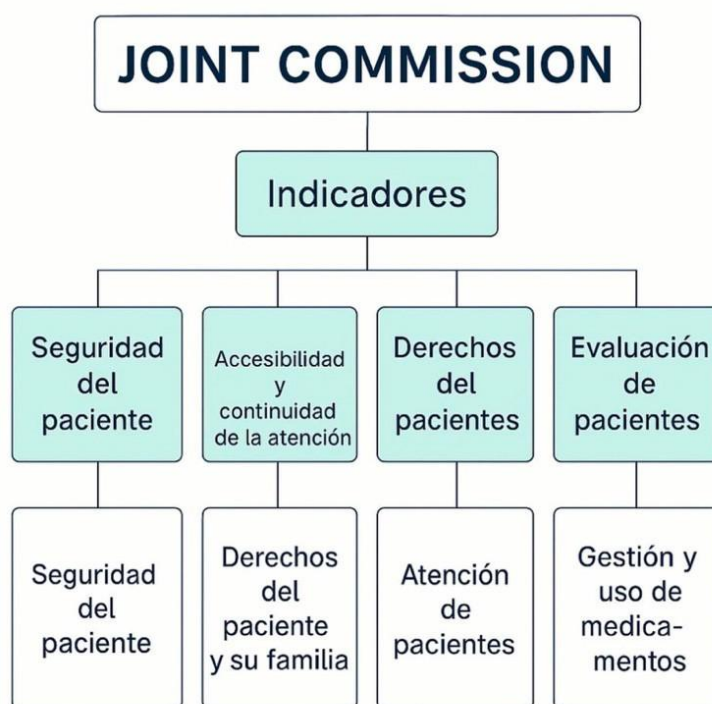 JOINT COMMISSION
Indicadores
Seguridad
del
paciente
Accesibilidad
y
continuidad
de la atención
Derechos
del
pacientes
Evaluación
de
pacientes
Seguridad
del
paciente
Derechos
del
paciente
y su familia
Atención
de
pacientes
Gestión y
uso de
medica-
mentos